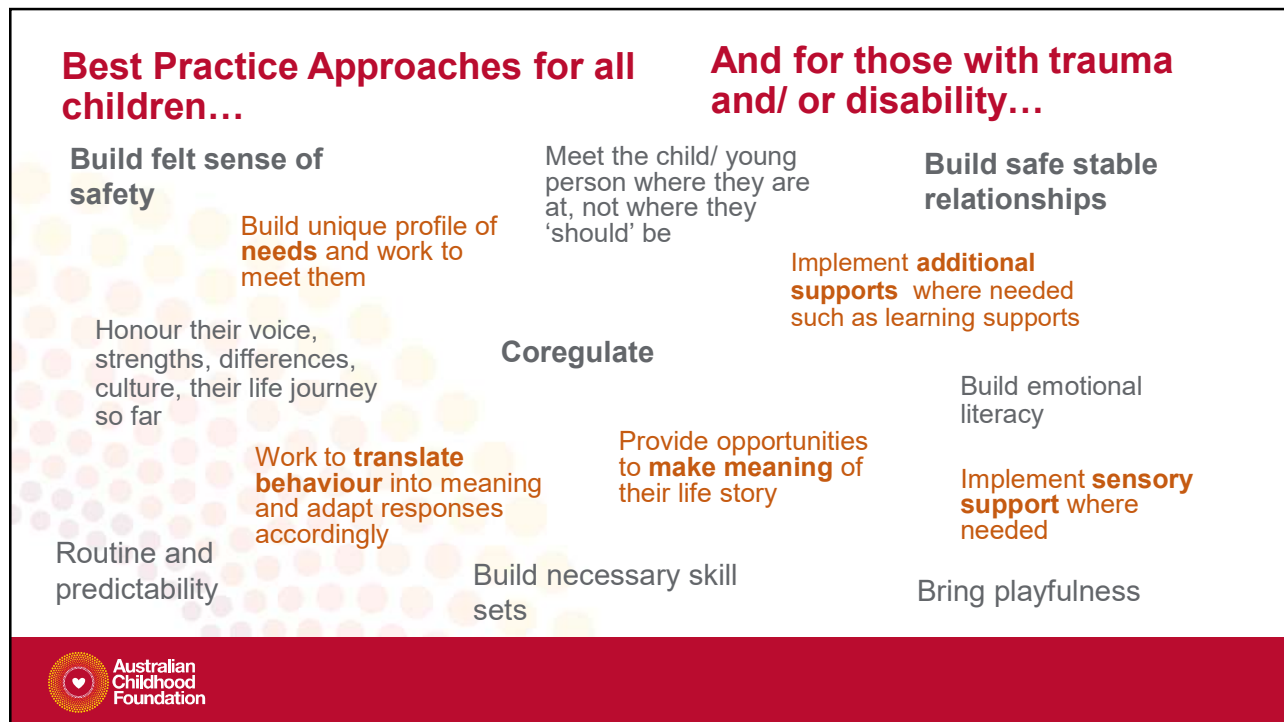 Best Practice Approaches for all
children…
And for those with trauma
and/ or disability…
Build felt sense of
safety
Meet the child/ young
person where they are
at, not where they
‘should’ be
Build safe stable
relationships
Build unique profile of
needs and work to
meet them
Implement additional
supports where needed
such as learning supports
Honour their voice,
strengths, differences,
culture, their life journey
so far
Coregulate
Build emotional
literacy
Work to translate
behaviour into meaning
and adapt responses
accordingly
Provide opportunities
to make meaning of
their life story
Implement sensory
support where
needed
Routine and
predictability
Build necessary skill
sets
Bring playfulness
Australian
Childhood
Foundation